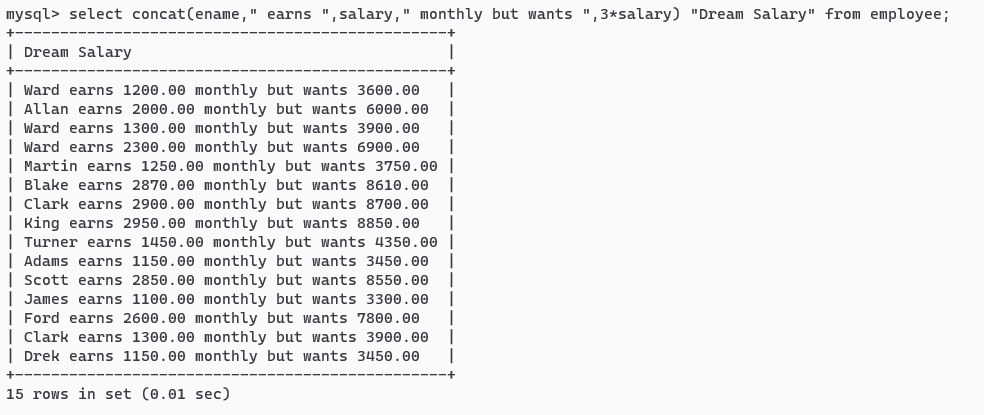 mysql> select concat(ename," earns ",salary," monthly but wants ",3*salary) "Dream Salary" from employee;
+------------------------------------------------+
| Dream Salary                                   |
+------------------------------------------------+
| Ward earns 1200.00 monthly but wants 3600.00   |
| Allan earns 2000.00 monthly but wants 6000.00  |
| Ward earns 1300.00 monthly but wants 3900.00   |
| Ward earns 2300.00 monthly but wants 6900.00   |
| Martin earns 1250.00 monthly but wants 3750.00 |
| Blake earns 2870.00 monthly but wants 8610.00  |
| Clark earns 2900.00 monthly but wants 8700.00  |
| King earns 2950.00 monthly but wants 8850.00   |
| Turner earns 1450.00 monthly but wants 4350.00 |
| Adams earns 1150.00 monthly but wants 3450.00  |
| Scott earns 2850.00 monthly but wants 8550.00  |
| James earns 1100.00 monthly but wants 3300.00  |
| Ford earns 2600.00 monthly but wants 7800.00   |
| Clark earns 1300.00 monthly but wants 3900.00  |
| Drek earns 1150.00 monthly but wants 3450.00   |
+------------------------------------------------+
15 rows in set (0.01 sec)